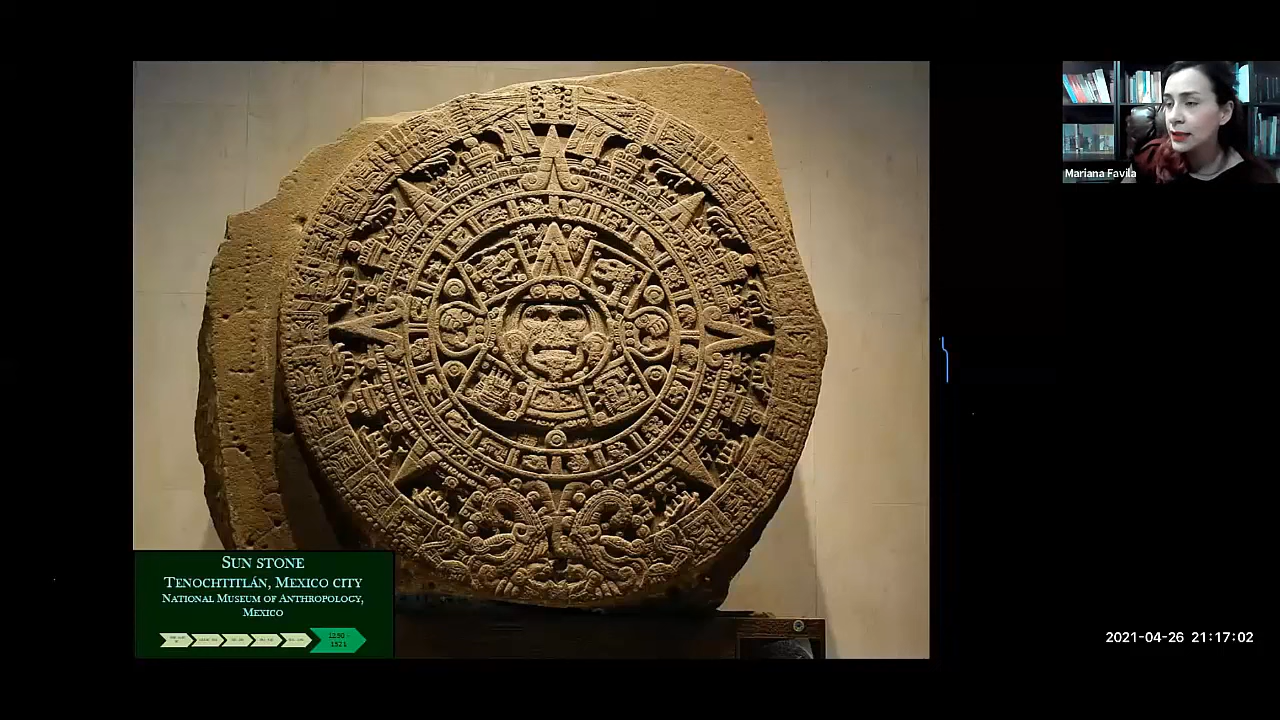 Mariana Favila
SUN STONE
TENOCHTITLÁN, MEXICO CITY
NATIONAL MUSEUM OF ANTHROPOLOGY,
MEXICO
1521
2021-04-26 21:17:02